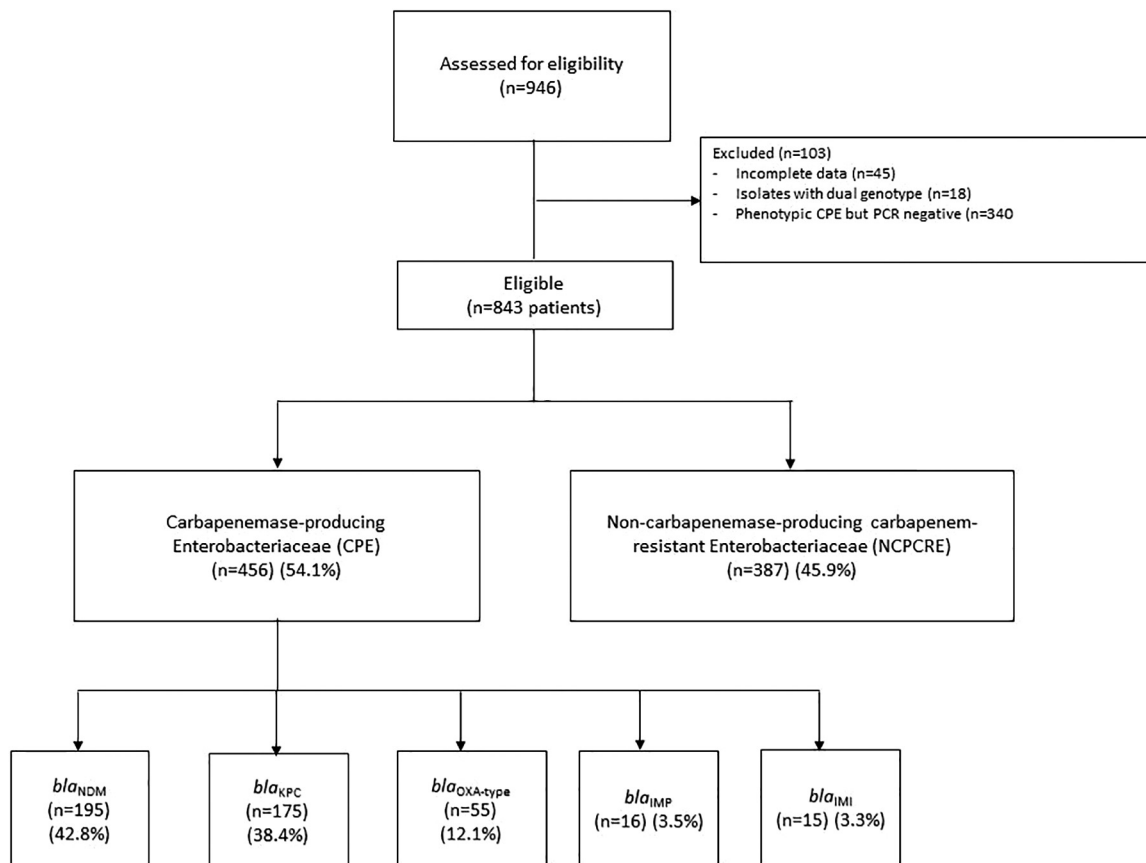 Assessed for eligibility
(n=946)
Excluded (n=103)
- Incomplete data (n=45)
- Isolates with dual genotype (n=18)
- Phenotypic CPE but PCR negative (n=340
Eligible
(n=843 patients)
Carbapenemase-producing
Enterobacteriaceae (CPE)
(n=456) (54.1%)
Non-carbapenemase-producing carbapenem-
resistant Enterobacteriaceae (NCPCRE)
(n=387) (45.9%)
blaNDM
(n=195)
(42.8%)
blaKPC
(n=175)
(38.4%)
blaOXA-type
(n=55)
(12.1%)
blaIMP
(n=16) (3.5%)
blaIMI
(n=15) (3.3%)